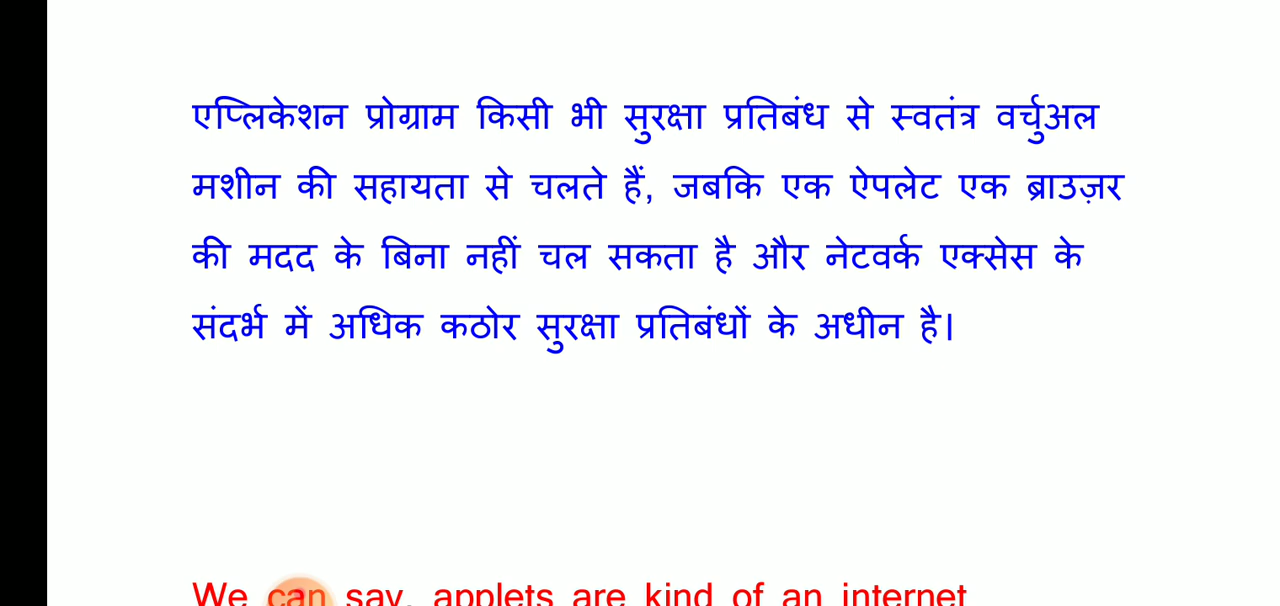 एप्लिकेशन प्रोग्राम किसी भी सुरक्षा प्रतिबंध से स्वतंत्र वर्चुअल
मशीन की सहायता से चलते हैं, जबकि एक ऐपलेट एक ब्राउज़र
की मदद के बिना नहीं चल सकता है और नेटवर्क एक्सेस के
संदर्भ में अधिक कठोर सुरक्षा प्रतिबंधों के अधीन है।
We can say, applets are kind of an internet